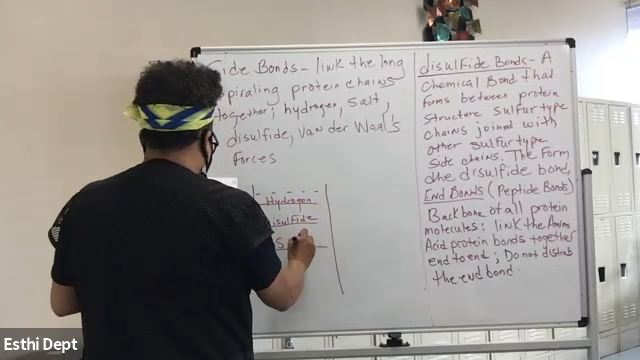 Side Bonds - link the long
spiraling protein chains
together; hydrogen, salt,
disulfide, Van der Waal's
forces
Hydrogen
disulfide
S
disulfide Bonds - A
Chemical Bond that
forms between protein
structure sulfur type
chains joined with
other sulfur type
side chains. The form
the disulfide bond,
END BONDS (Peptide Bonds)
Backbone of all protein
molecules; link the Amino
Acid protein bonds together
end to end; Do not disturb
the end bond.
Esthi Dept